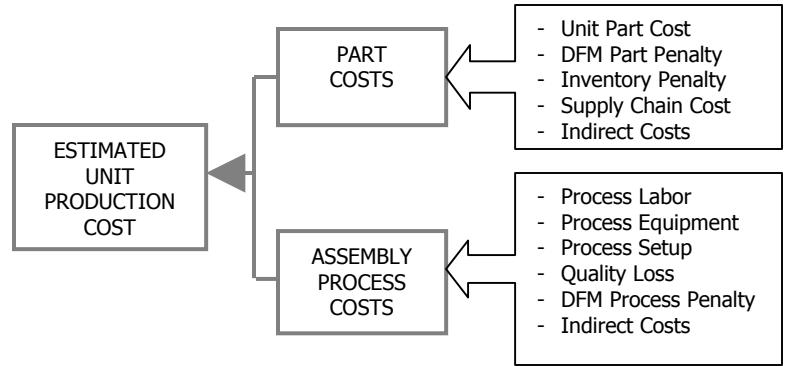 ESTIMATED
UNIT
PRODUCTION
COST
PART
COSTS
- Unit Part Cost
- DFM Part Penalty
- Inventory Penalty
- Supply Chain Cost
- Indirect Costs
ASSEMBLY
PROCESS
COSTS
- Process Labor
- Process Equipment
- Process Setup
- Quality Loss
- DFM Process Penalty
- Indirect Costs